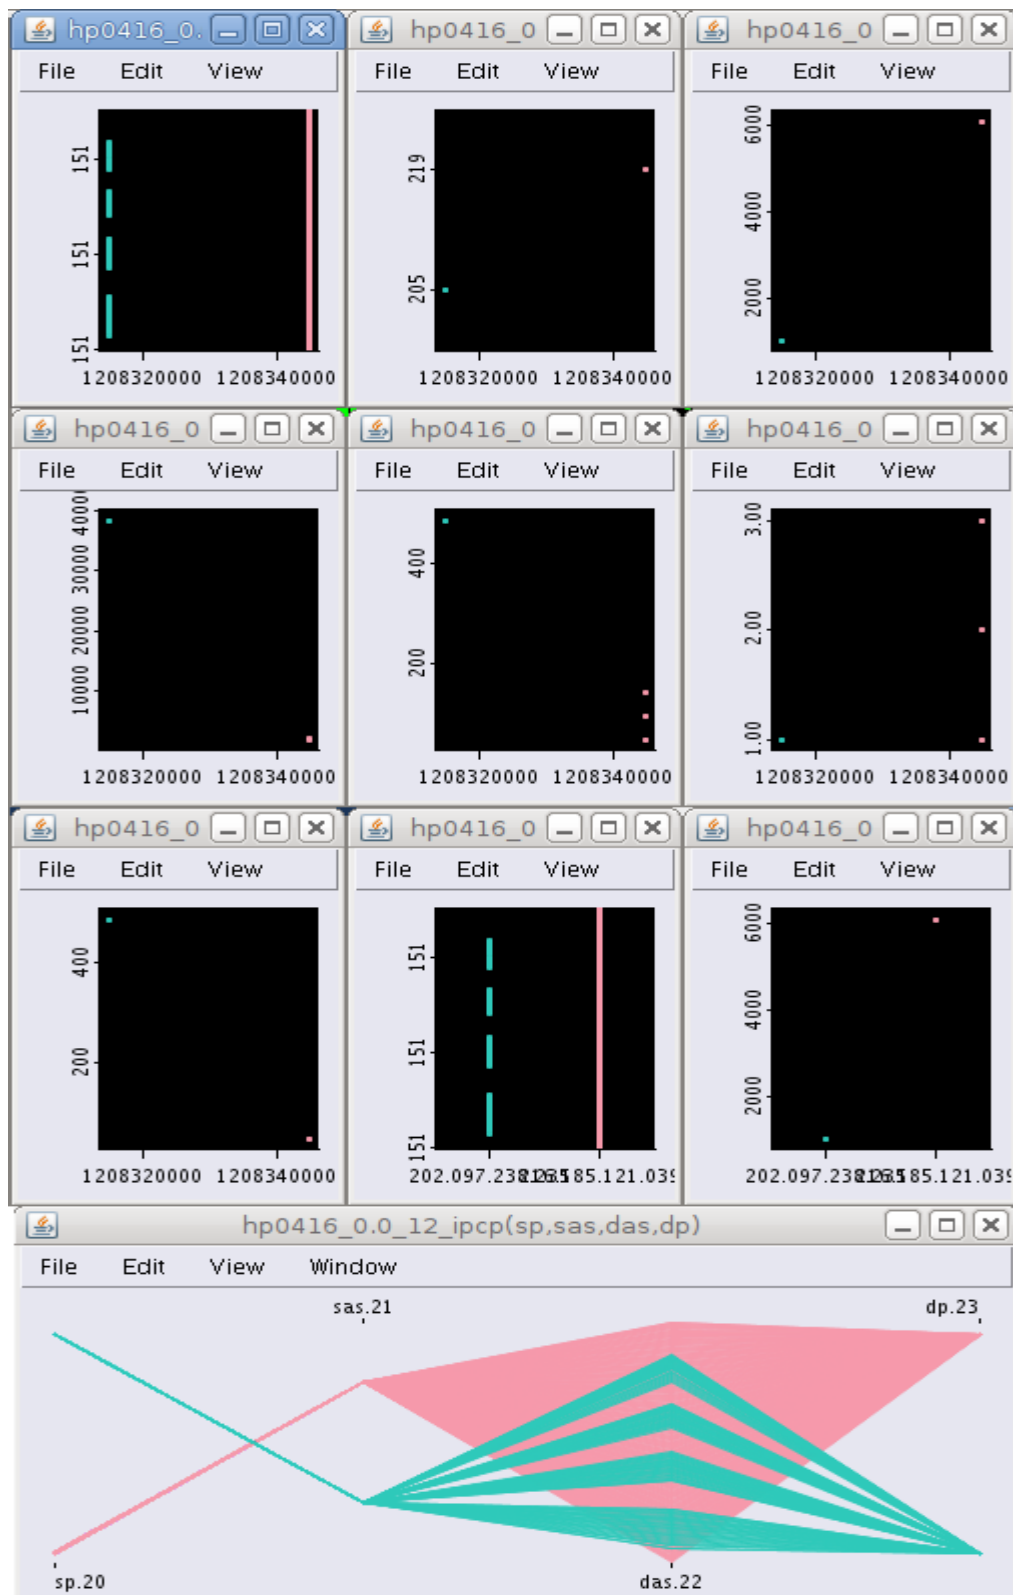 hp0416_0. hp0416_0 hp0416_0
File Edit View File Edit View File Edit View
151 219 6000
151 205 4000
151 2000
1208320000 1208340000 1208320000 1208340000 1208320000 1208340000
hp0416_0 hp0416_0 hp0416_0
File Edit View File Edit View File Edit View
40000 400 3.00
30000 200 2.00
20000 1.00
10000
1208320000 1208340000 1208320000 1208340000 1208320000 1208340000
hp0416_0 hp0416_0 hp0416_0
File Edit View File Edit View File Edit View
400 151 6000
200 151 4000
151 2000
1208320000 1208340000
hp0416_0.0_12_ipcp(sp,sas,das,dp)
File Edit View Window
sas.21 dp.23
sp.20 das.22